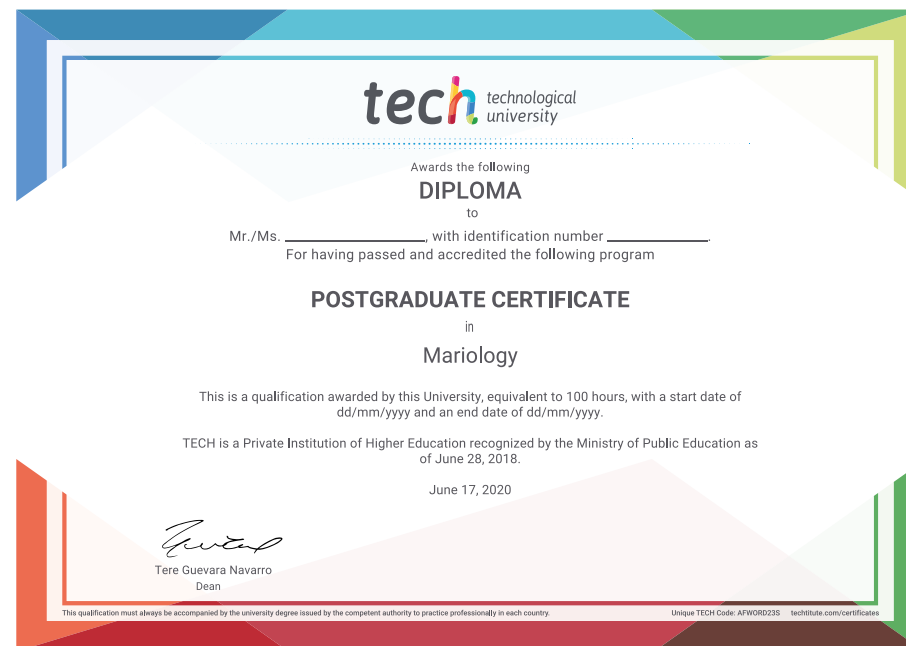 tech technological
university
Awards the following
DIPLOMA
to
Mr./Ms. ____________, with identification number ____________.
For having passed and accredited the following program
POSTGRADUATE CERTIFICATE
in
Mariology
This is a qualification awarded by this University, equivalent to 100 hours, with a start date of
dd/mm/yyyy and an end date of dd/mm/yyyy.
TECH is a Private Institution of Higher Education recognized by the Ministry of Public Education as
of June 28, 2018.
June 17, 2020
Tere Guevara Navarro
Dean
This qualification must always be accompanied by the university degree issued by the competent authority to practice professionally in each country. Unique TECH Code: AFWORD23S techtitute.com/certificates